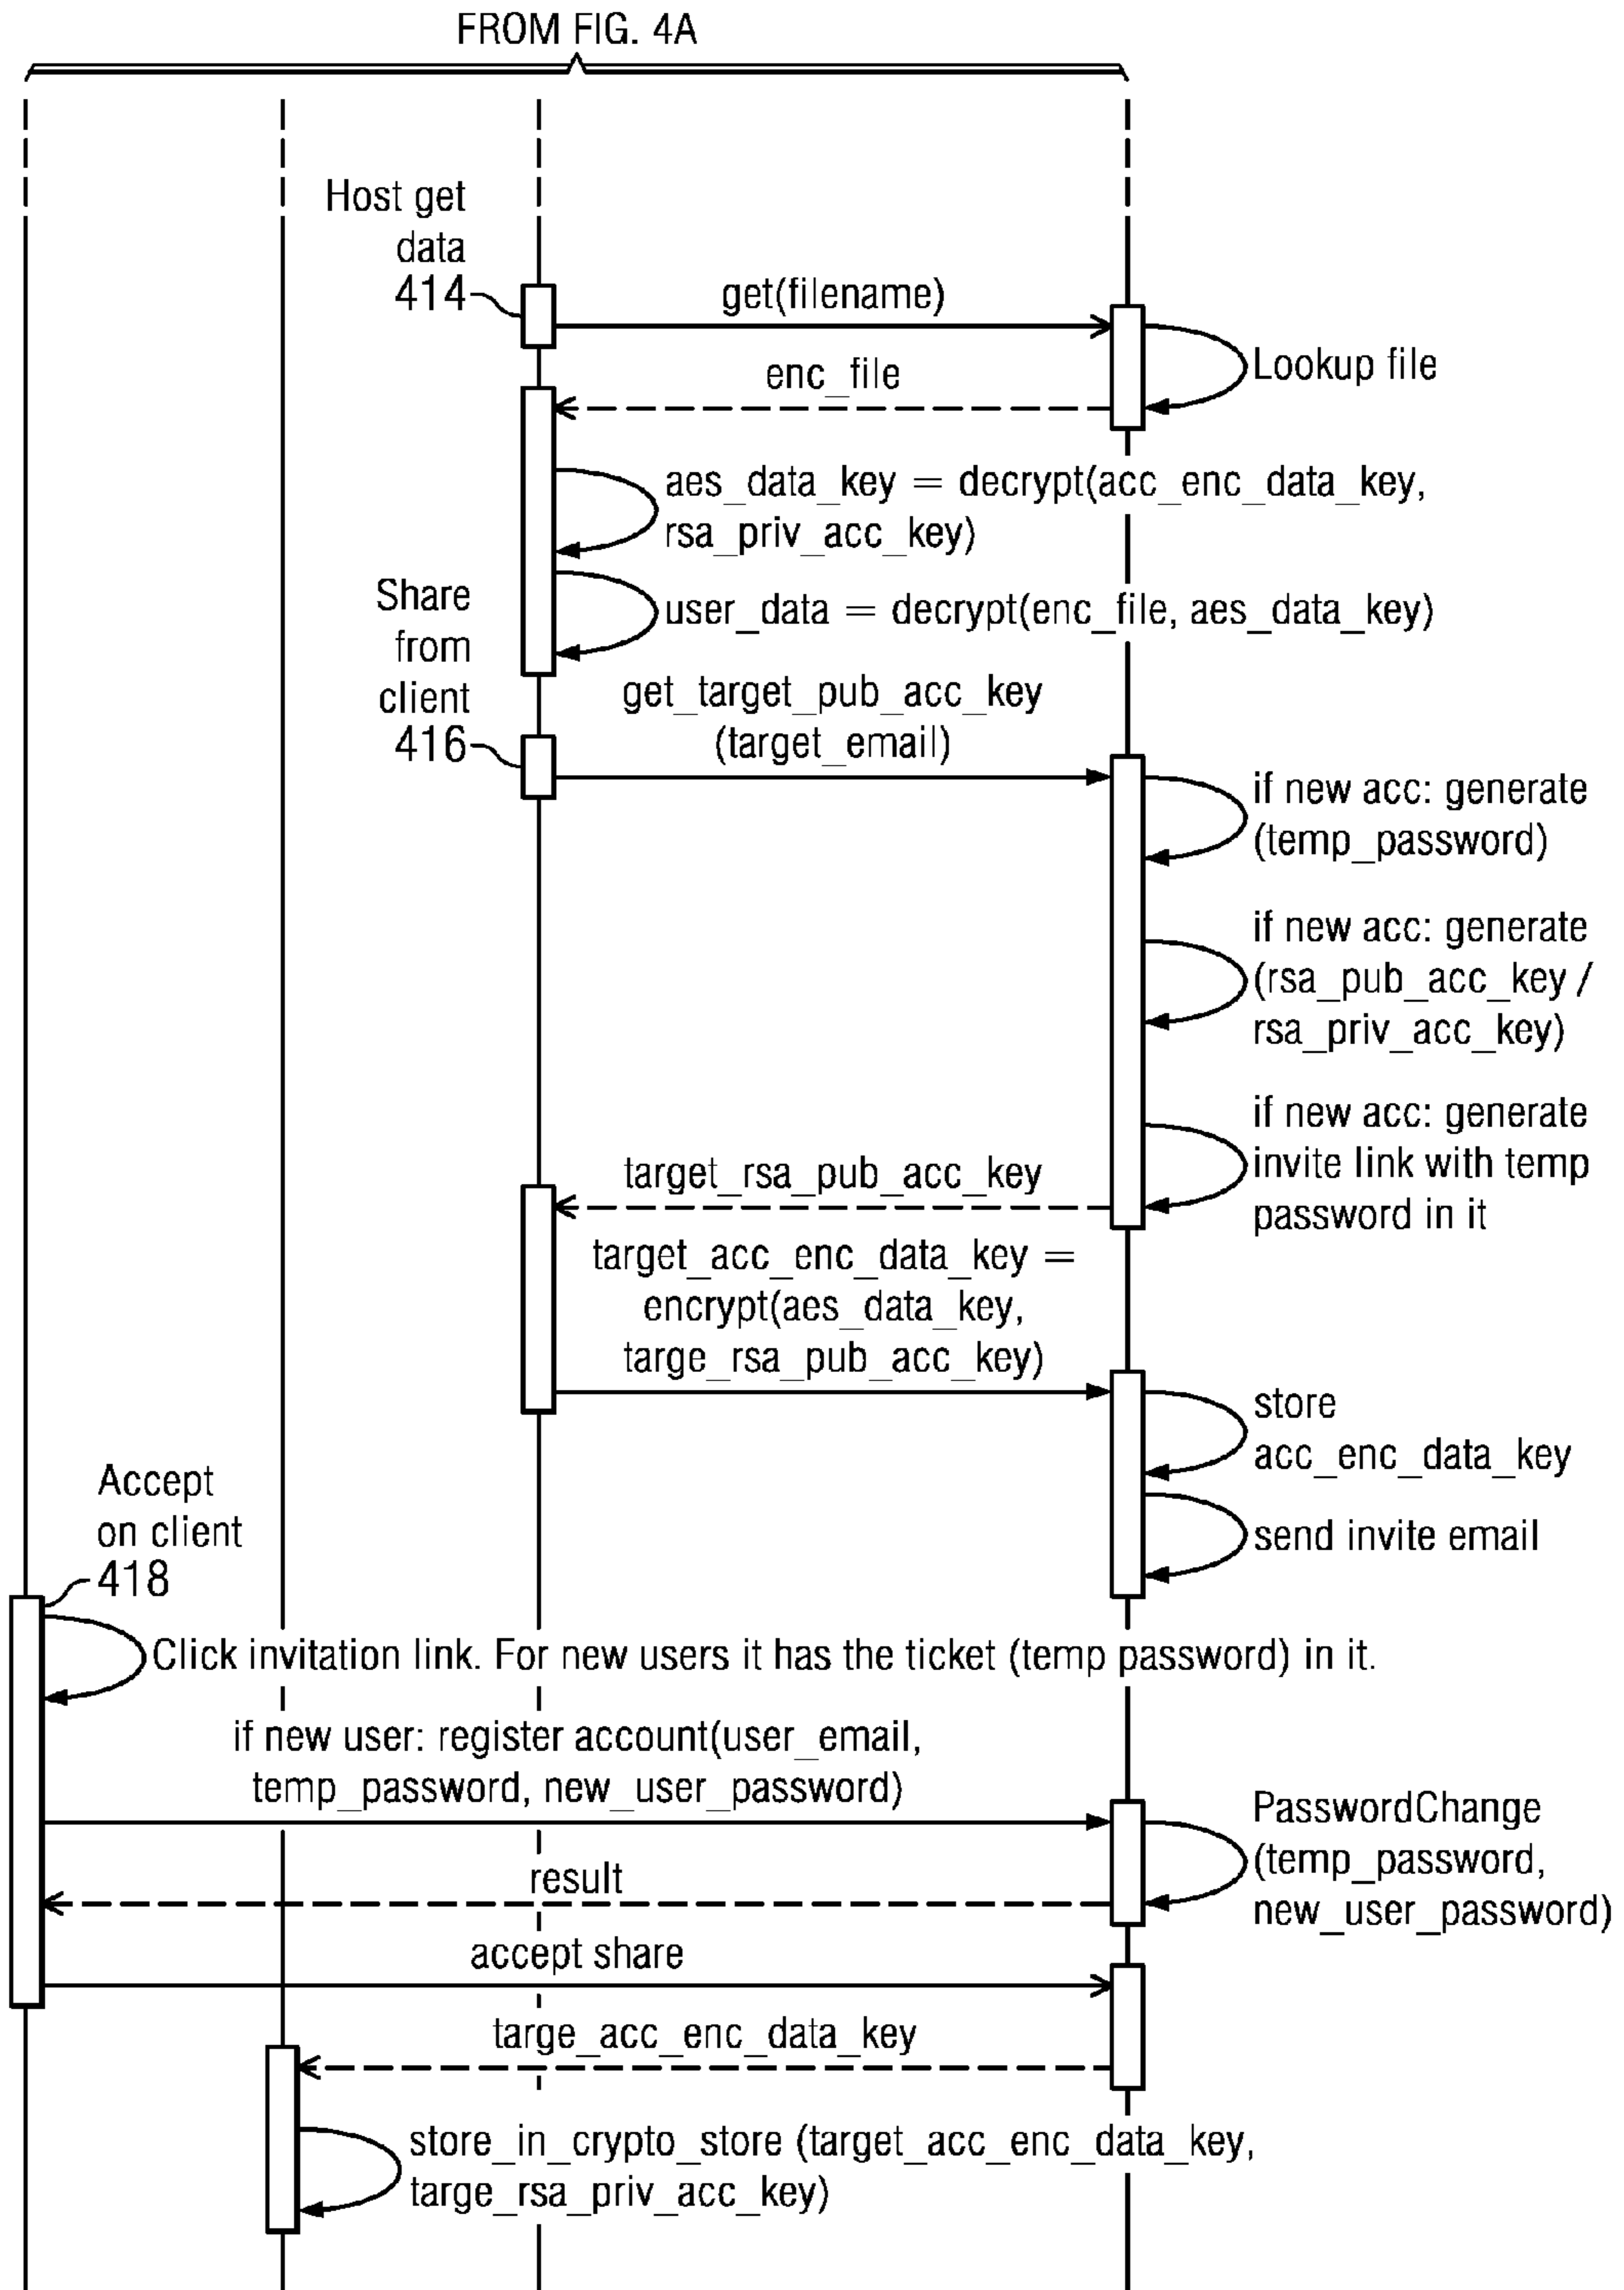 FROM FIG. 4A
Host get
data
414
get(filename)
Lookup file
enc_file
aes_data_key = decrypt(acc_enc_data_key,
rsa_priv_acc_key)
user_data = decrypt(enc_file, aes_data_key)
Share
from
client
416
get_target_pub_acc_key
(target_email)
if new acc: generate
(temp_password)
if new acc: generate
(rsa_pub_acc_key /
rsa_priv_acc_key)
if new acc: generate
invite link with temp
password in it
target_rsa_pub_acc_key
target_acc_enc_data_key =
encrypt(aes_data_key,
targe_rsa_pub_acc_key)
store
acc_enc_data_key
send invite email
Accept
on client
418
Click invitation link. For new users it has the ticket (temp password) in it.
if new user: register account(user_email,
temp_password, new_user_password)
PasswordChange
(temp_password,
new_user_password)
result
accept share
targe_acc_enc_data_key
store_in_crypto_store (target_acc_enc_data_key,
targe_rsa_priv_acc_key)